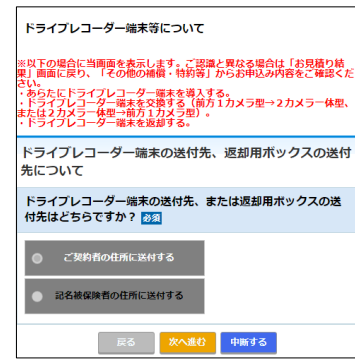 ドライブレコーダー端末等について
※以下の場合に当画面を表示します。ご認識と異なる場合は「お見積り結
果」画面に戻り、「その他の補償・特約等」からお申込み内容をご確認くだ
さい。
・あらたにドライブレコーダー端末を導入する。
・ドライブレコーダー端末を交換する（前方１カメラ型→２カメラ一体型、
または２カメラ一体型→前方１カメラ型）。
・ドライブレコーダー端末を返却する。
ドライブレコーダー端末の送付先、返却用ボックスの送付
先について
ドライブレコーダー端末の送付先、または返却用ボックスの送
付先はどちらですか？ 必須
ご契約者の住所に送付する
記名被保険者の住所に送付する
戻る 次へ進む 中断する